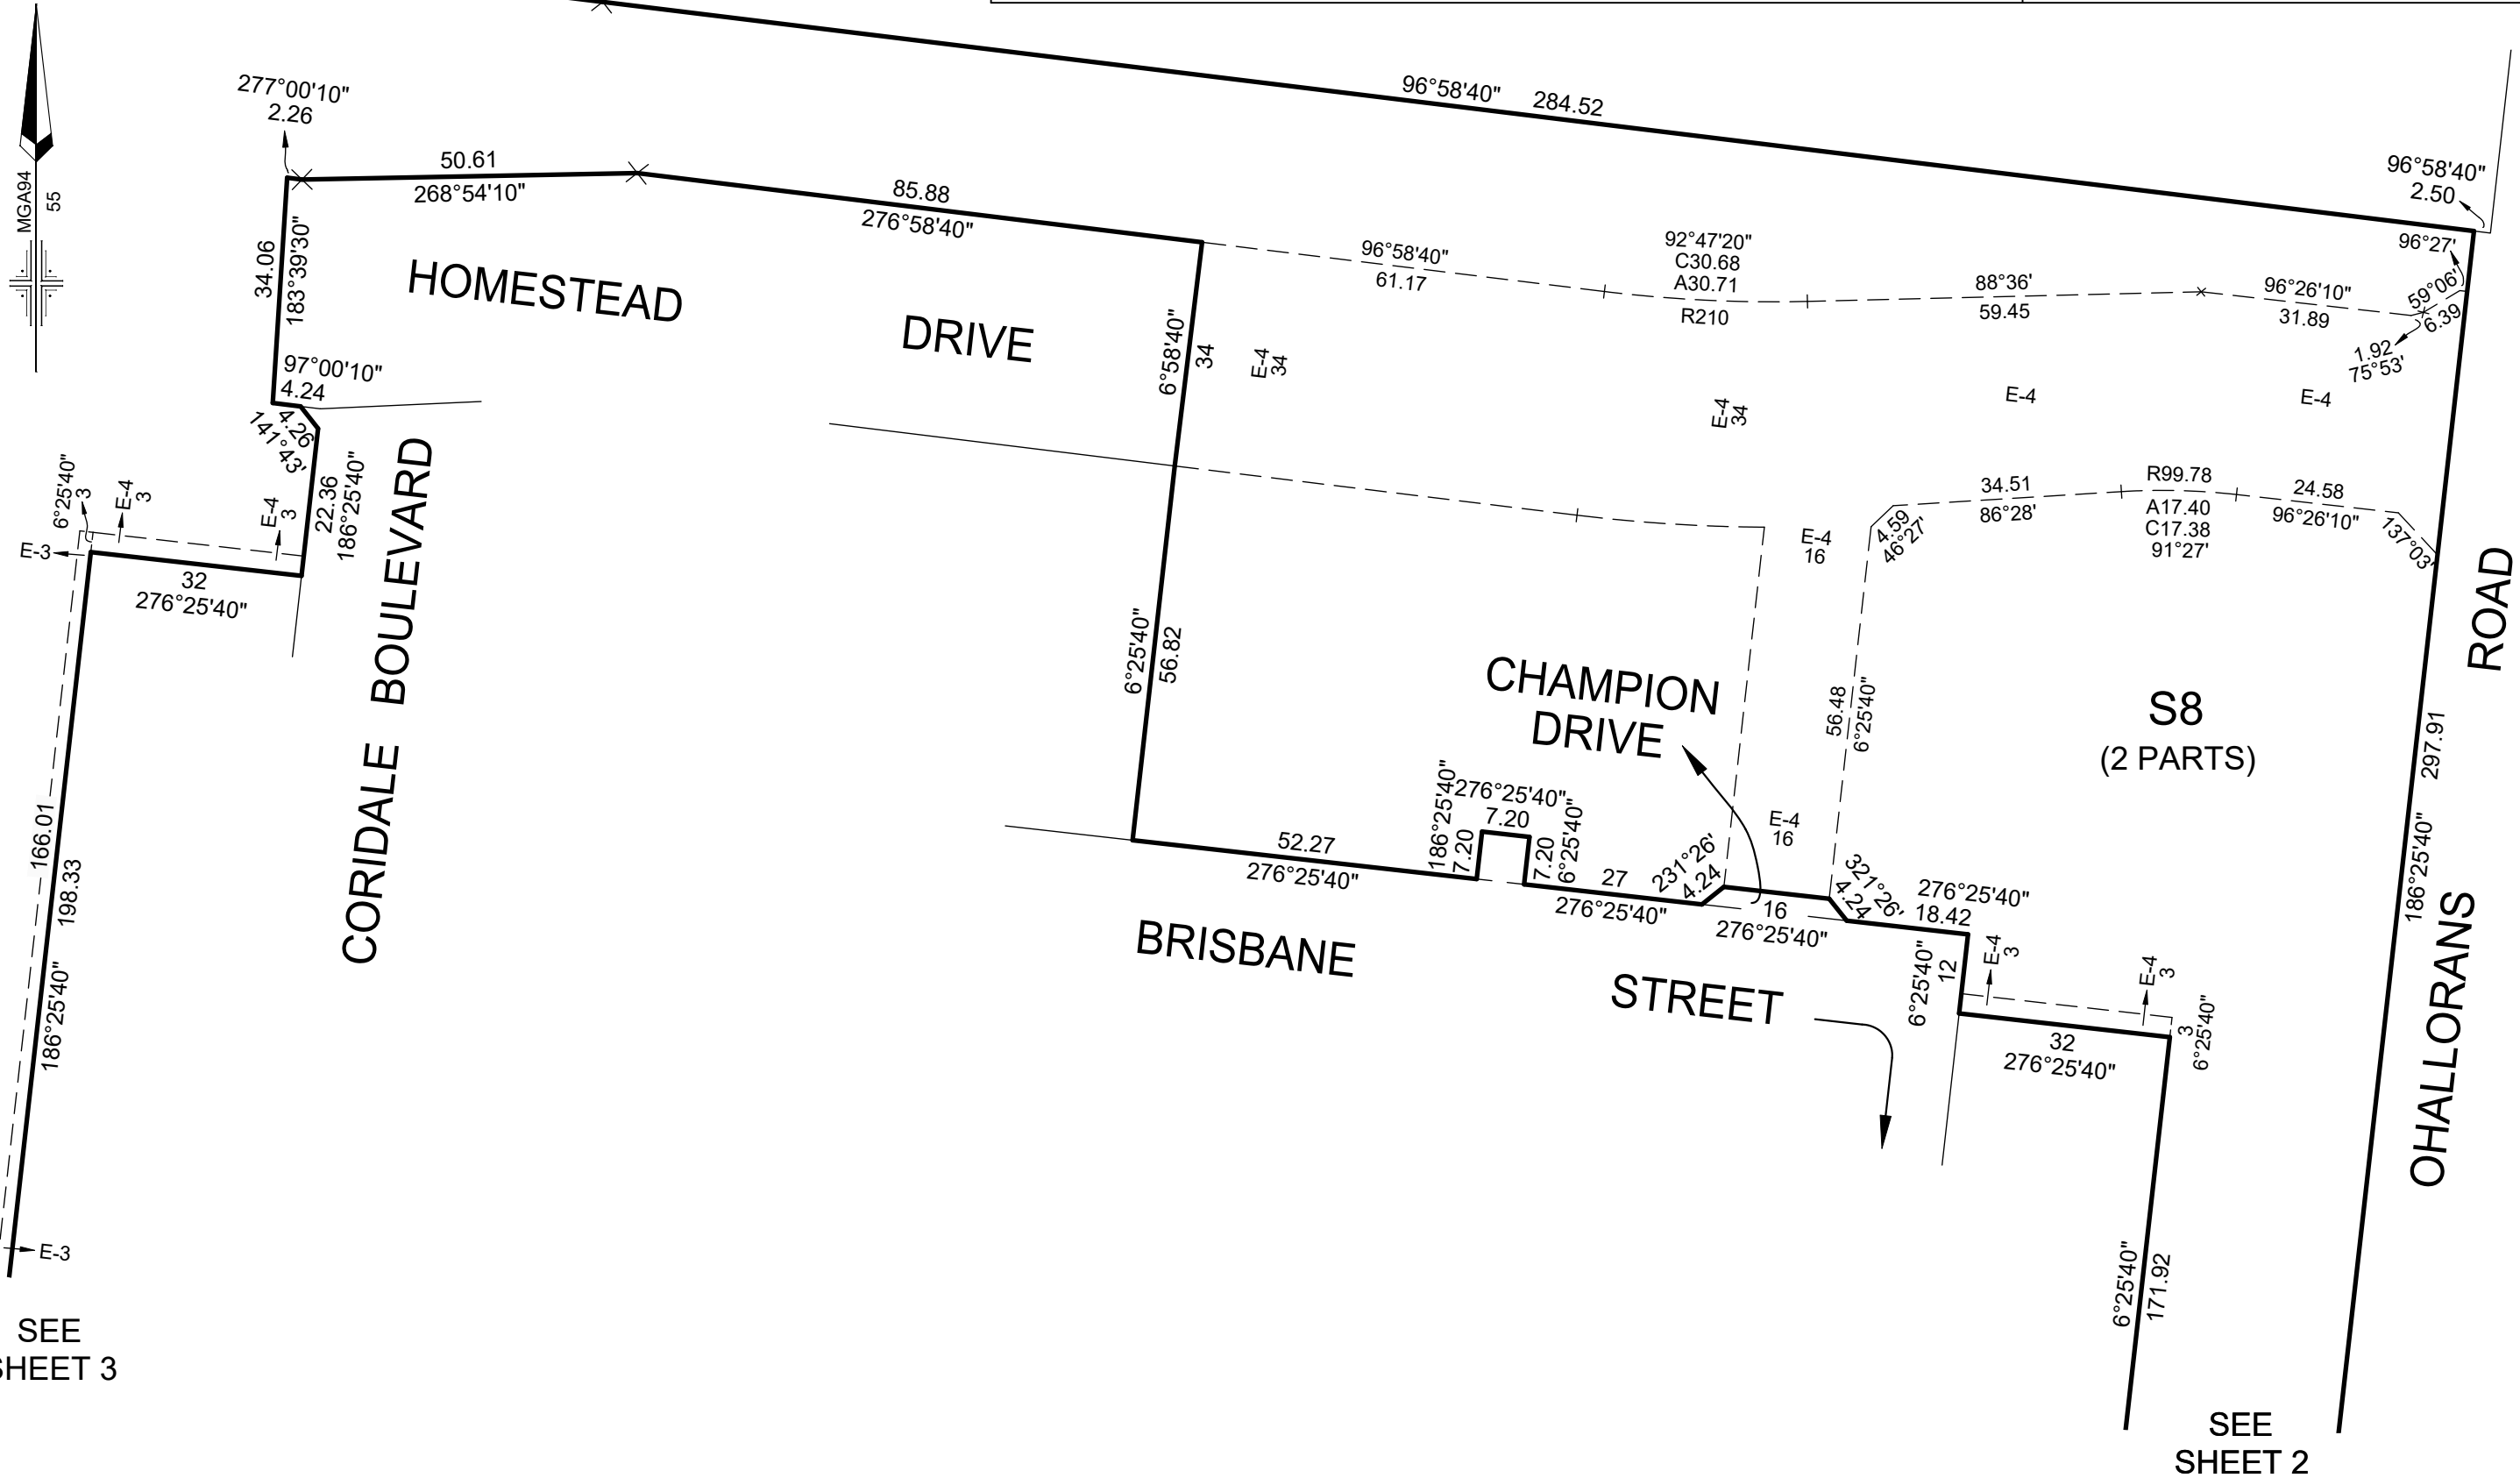 MGA94
55
277°00'10"
2.26
50.61
268°54'10"
85.88
276°58'40"
96°58'40" 284.52
96°58'40"
2.50
96°27'
59°06'
6.39
1.92
75°53'
34.06
183°39'30"
HOMESTEAD
DRIVE
97°00'10"
4.24
4.26
141°43'
6°58'40"
34
E-4
34
96°58'40"
61.17
92°47'20"
C30.68
A30.71
R210
88°36'
59.45
96°26'10"
31.89
E-4
34
E-4
E-4
6°25'40"
3
E-4
3
E-4
3
22.36
186°25'40"
E-3
32
276°25'40"
CORIDALE BOULEVARD
6°25'40"
56.82
E-4
16
4.59
46°27'
34.51
86°28'
R99.78
A17.40
C17.38
91°27'
24.58
96°26'10"
137°03'
ROAD
CHAMPION
DRIVE
56.48
6°25'40"
S8
(2 PARTS)
297.91
186°25'40"
OHALLORANS
166.01
198.33
186°25'40"
52.27
276°25'40"
186°25'40"
7.20
276°25'40"
7.20
7.20
6°25'40"
27
276°25'40"
231°26'
4.24
E-4
16
16
276°25'40"
321°26'
4.24
276°25'40"
18.42
BRISBANE
STREET
6°25'40"
12
E-4
3
E-4
3
3
6°25'40"
32
276°25'40"
E-3
6°25'40"
171.92
SEE
SHEET 3
SEE
SHEET 2